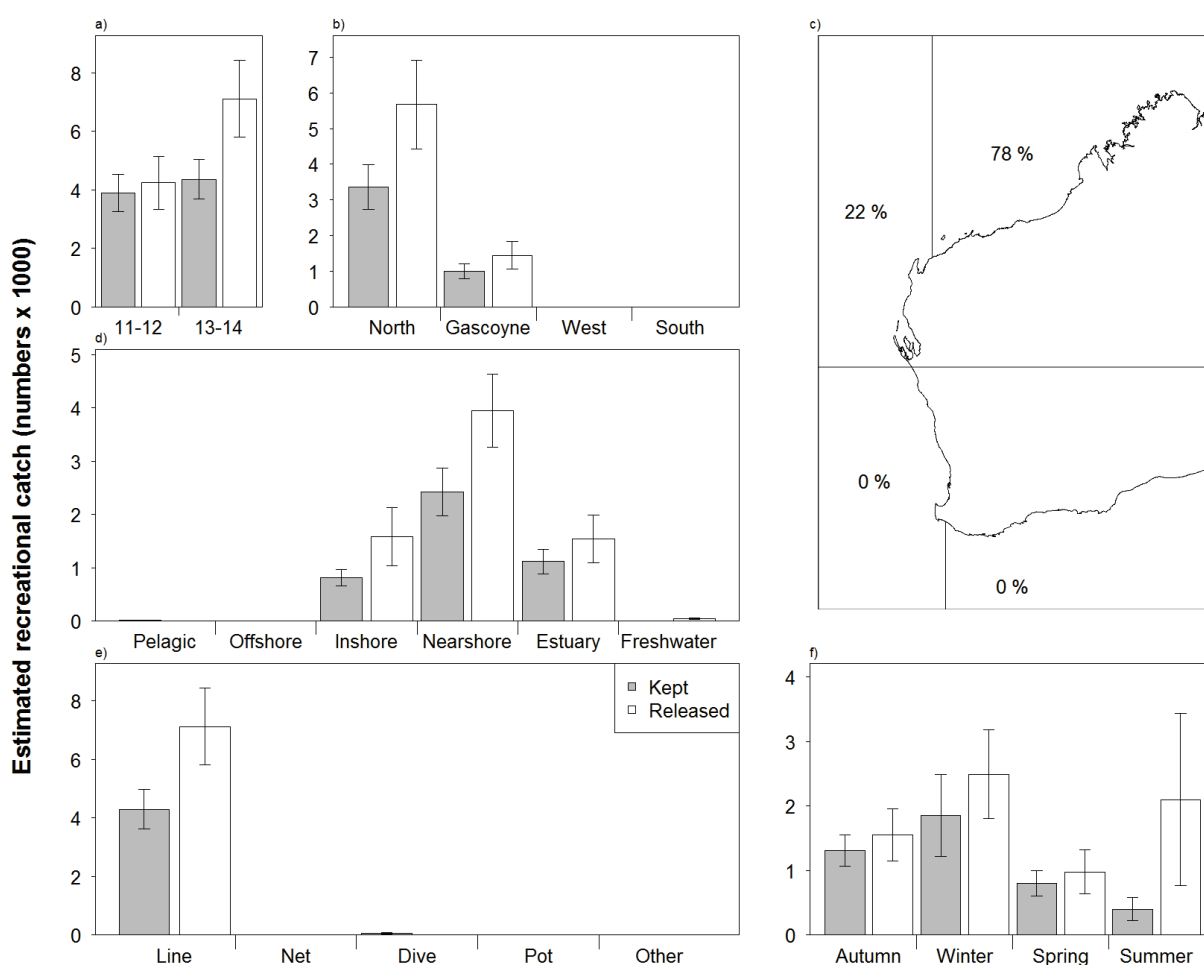 Estimated recreational catch (numbers x 1000)
a)
8
6
4
2
0
11-12 13-14
b)
7
6
5
4
3
2
1
0
North Gascoyne West South
c)
78 %
22 %
0 %
0 %
d)
5
4
3
2
1
0
Pelagic Offshore Inshore Nearshore Estuary Freshwater
e)
8
6
4
2
0
Kept
Released
Line Net Dive Pot Other
f)
4
3
2
1
0
Autumn Winter Spring Summer